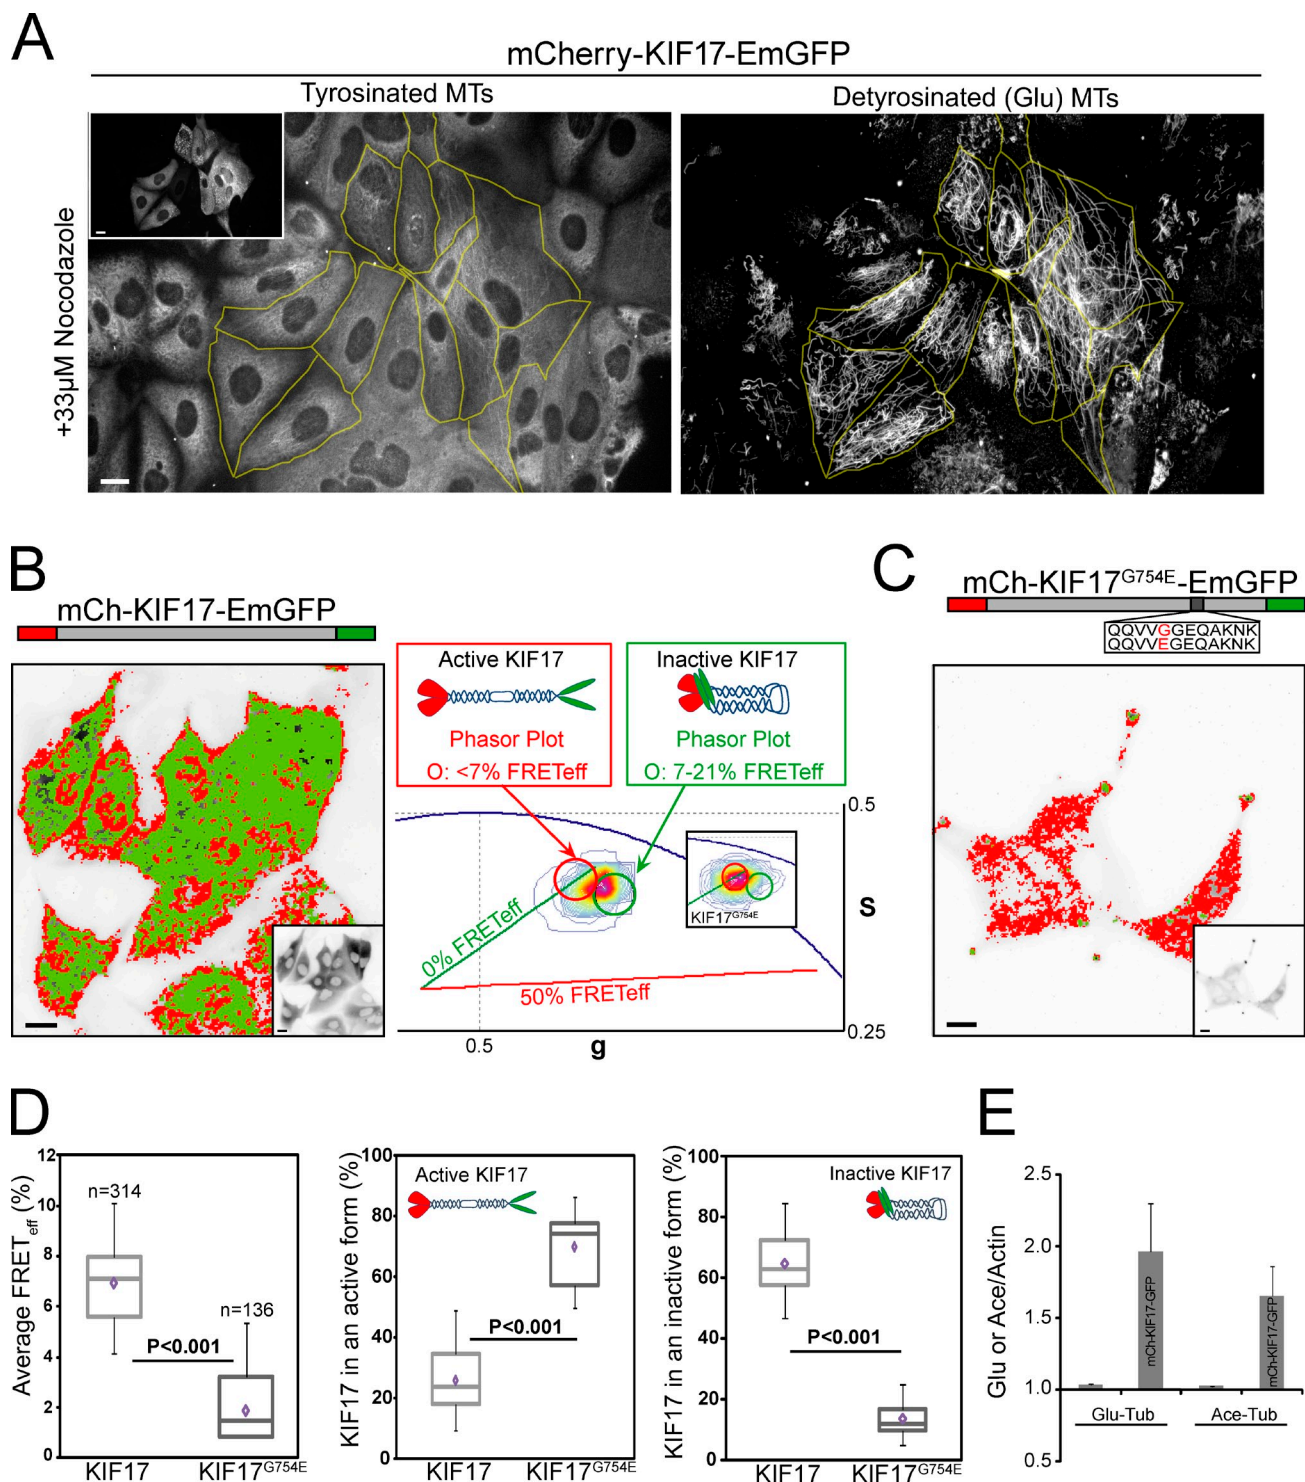 A
mCherry-KIF17-EmGFP
Tyrosinated MTs
Detyrosinated (Glu) MTs
+33µM Nocodazole
B
mCh-KIF17-EmGFP
Active KIF17
Phasor Plot
O: <7% FRETeff
Inactive KIF17
Phasor Plot
O: 7-21% FRETeff
0.5
s
0.25
KIF17G754E
0% FRETeff
50% FRETeff
0.5
g
C
mCh-KIF17G754E-EmGFP
QQVVGGEQAKNK
QQVVEGEQAKNK
D
Average FRETeff (%)
12
10
8
6
4
2
0
n=314
n=136
P<0.001
KIF17
KIF17G754E
KIF17 in an active form (%)
100
80
60
40
20
0
Active KIF17
P<0.001
KIF17
KIF17G754E
KIF17 in an inactive form (%)
100
80
60
40
20
0
Inactive KIF17
P<0.001
KIF17
KIF17G754E
E
Glu or Ace/Actin
2.5
2.0
1.5
1.0
0.5
mCh-KIF17-GFP
mCh-KIF17-GFP
Glu-Tub
Ace-Tub